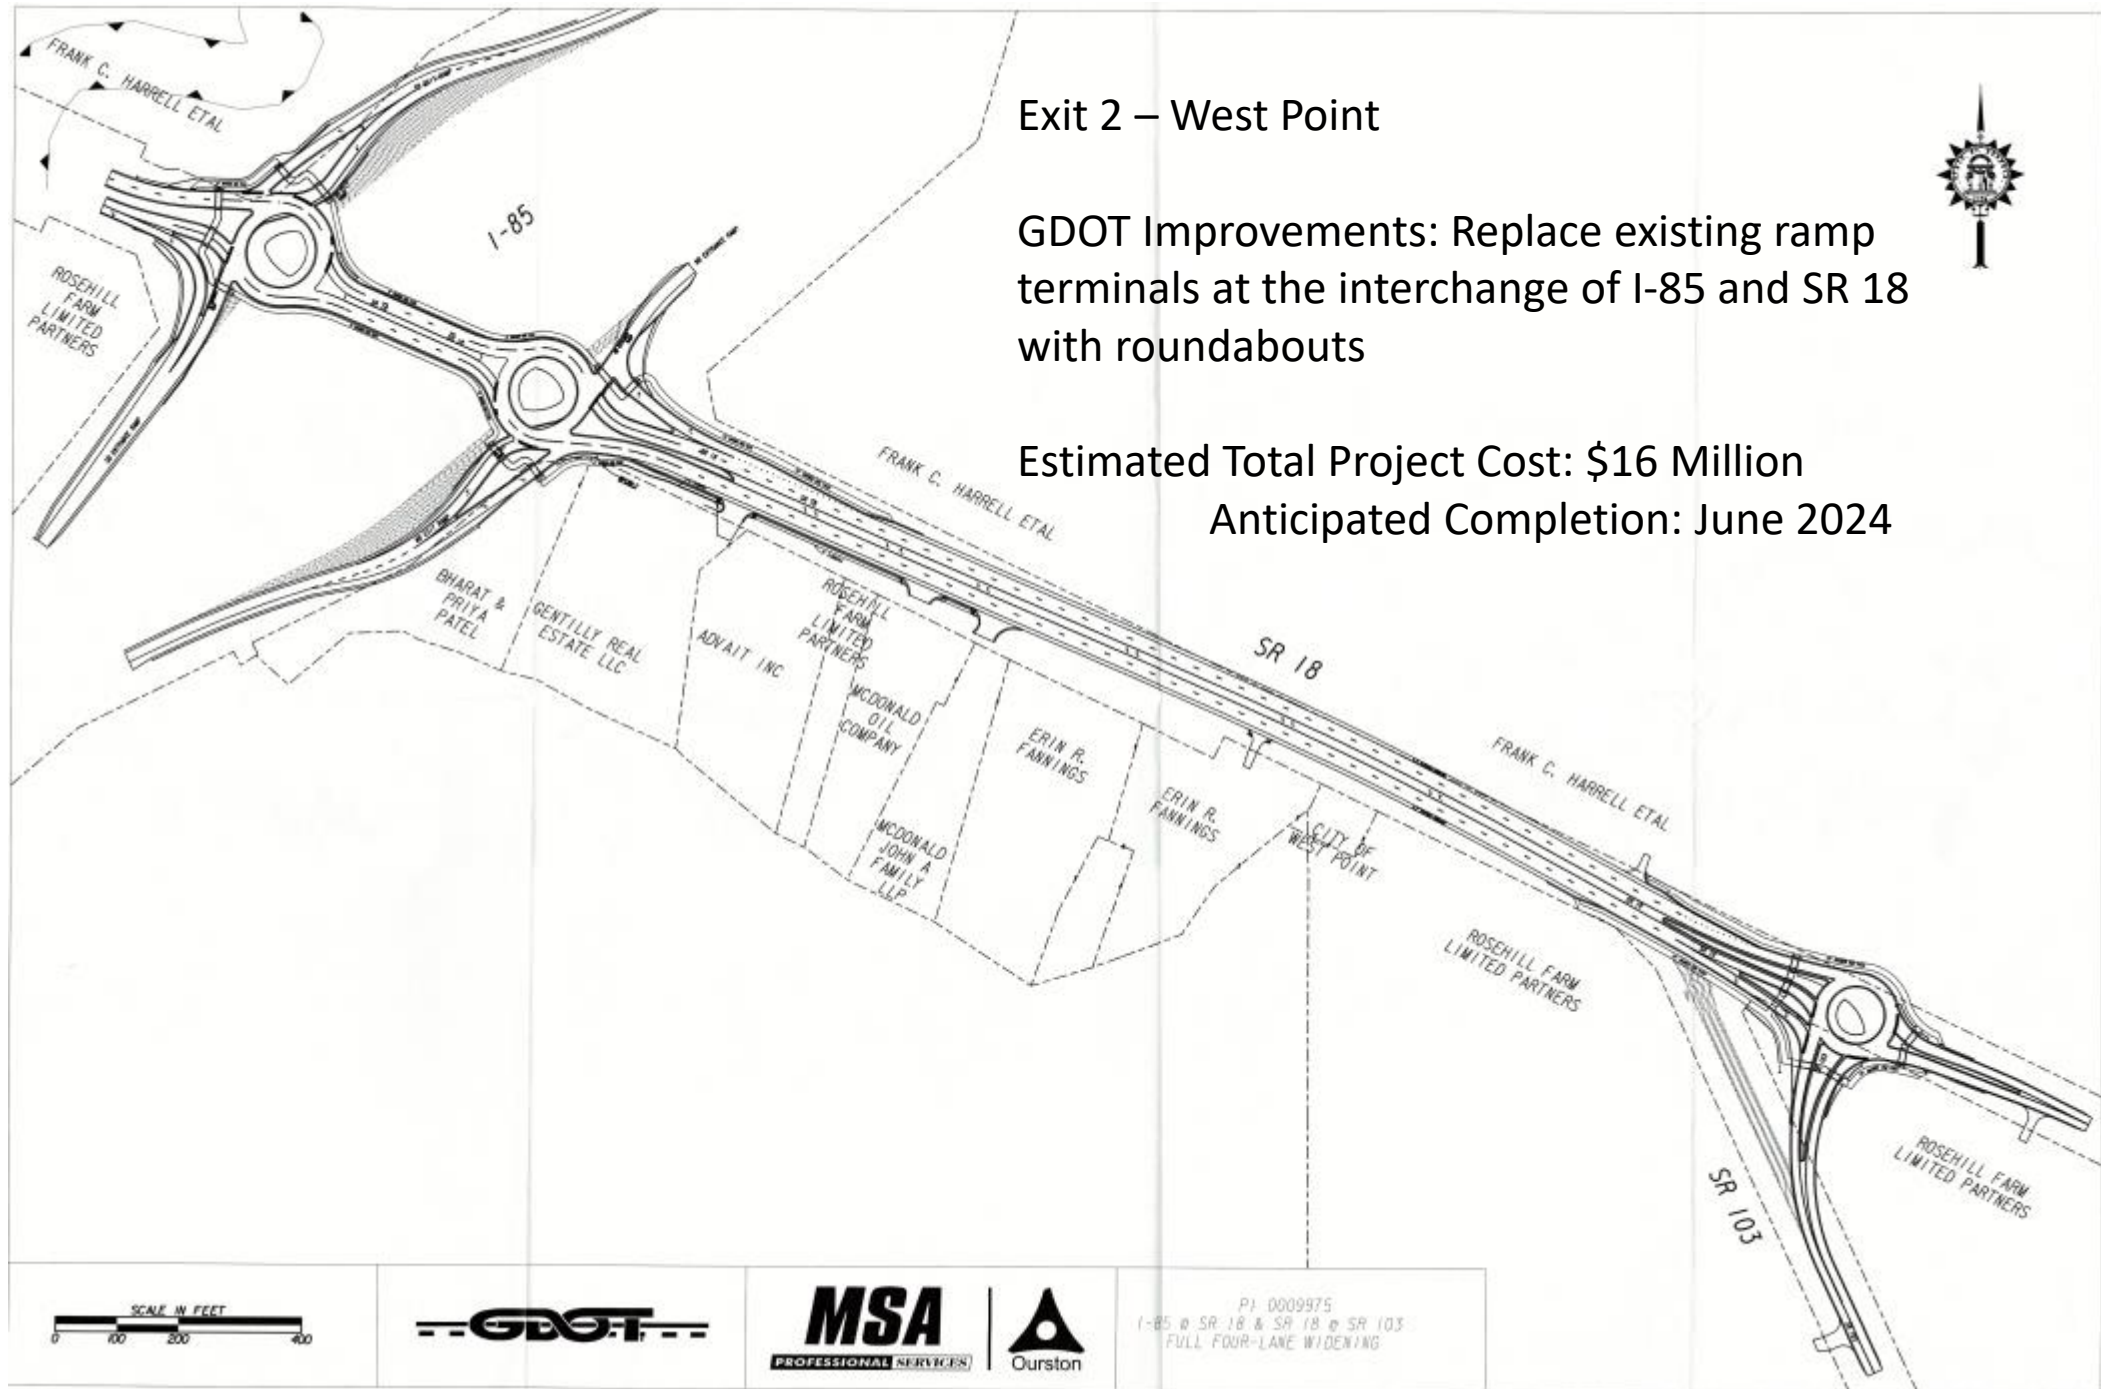 Exit 2 – West Point
GDOT Improvements: Replace existing ramp
terminals at the interchange of I-85 and SR 18
with roundabouts
Estimated Total Project Cost: $16 Million
Anticipated Completion: June 2024
FRANK C. HARRELL ETAL
I-85
ROSEHILL
FARM
LIMITED
PARTNERS
FRANK C. HARRELL ETAL
BHARAT &
PRIYA
PATEL
GENTILLY REAL
ESTATE LLC
ADVAIT INC
ROSEHILL
FARM
LIMITED
PARTNERS
MCDONALD
OIL
COMPANY
MCDONALD
JOHN A
FAMILY
LLP
ERIN R.
FANNINGS
ERIN R.
FANNINGS
SR 18
CITY OF
WEST POINT
FRANK C. HARRELL ETAL
ROSEHILL FARM
LIMITED PARTNERS
ROSEHILL FARM
LIMITED PARTNERS
SR 103
SCALE IN FEET
0 100 200 400
GDOT
MSA
PROFESSIONAL SERVICES
Ourston
PI 0009975
I-85 @ SR 18 & SR 18 @ SR 103
FULL FOUR-LANE WIDENING